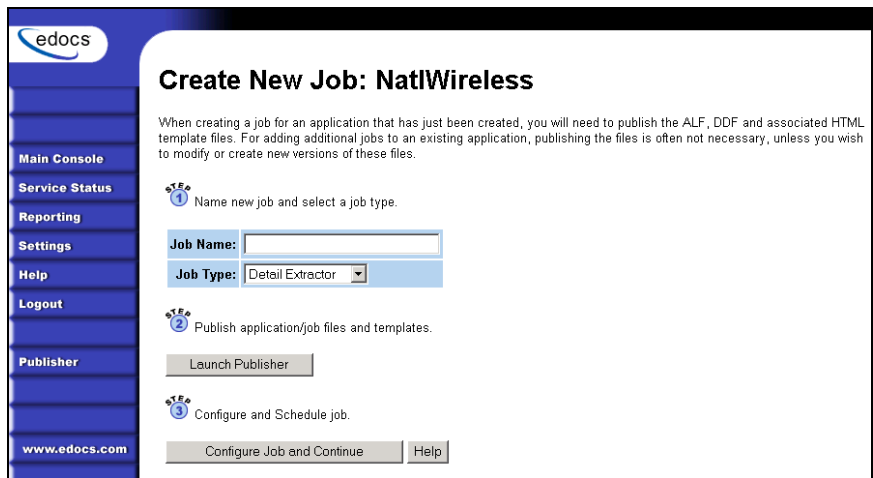 edocs
Main Console
Service Status
Reporting
Settings
Help
Logout
Publisher
www.edocs.com
Create New Job: NatlWireless
When creating a job for an application that has just been created, you will need to publish the ALF, DDF and associated HTML
template files. For adding additional jobs to an existing application, publishing the files is often not necessary, unless you wish
to modify or create new versions of these files.
STEP 1 Name new job and select a job type.
Job Name:
Job Type: Detail Extractor
STEP 2 Publish application/job files and templates.
Launch Publisher
STEP 3 Configure and Schedule job.
Configure Job and Continue Help